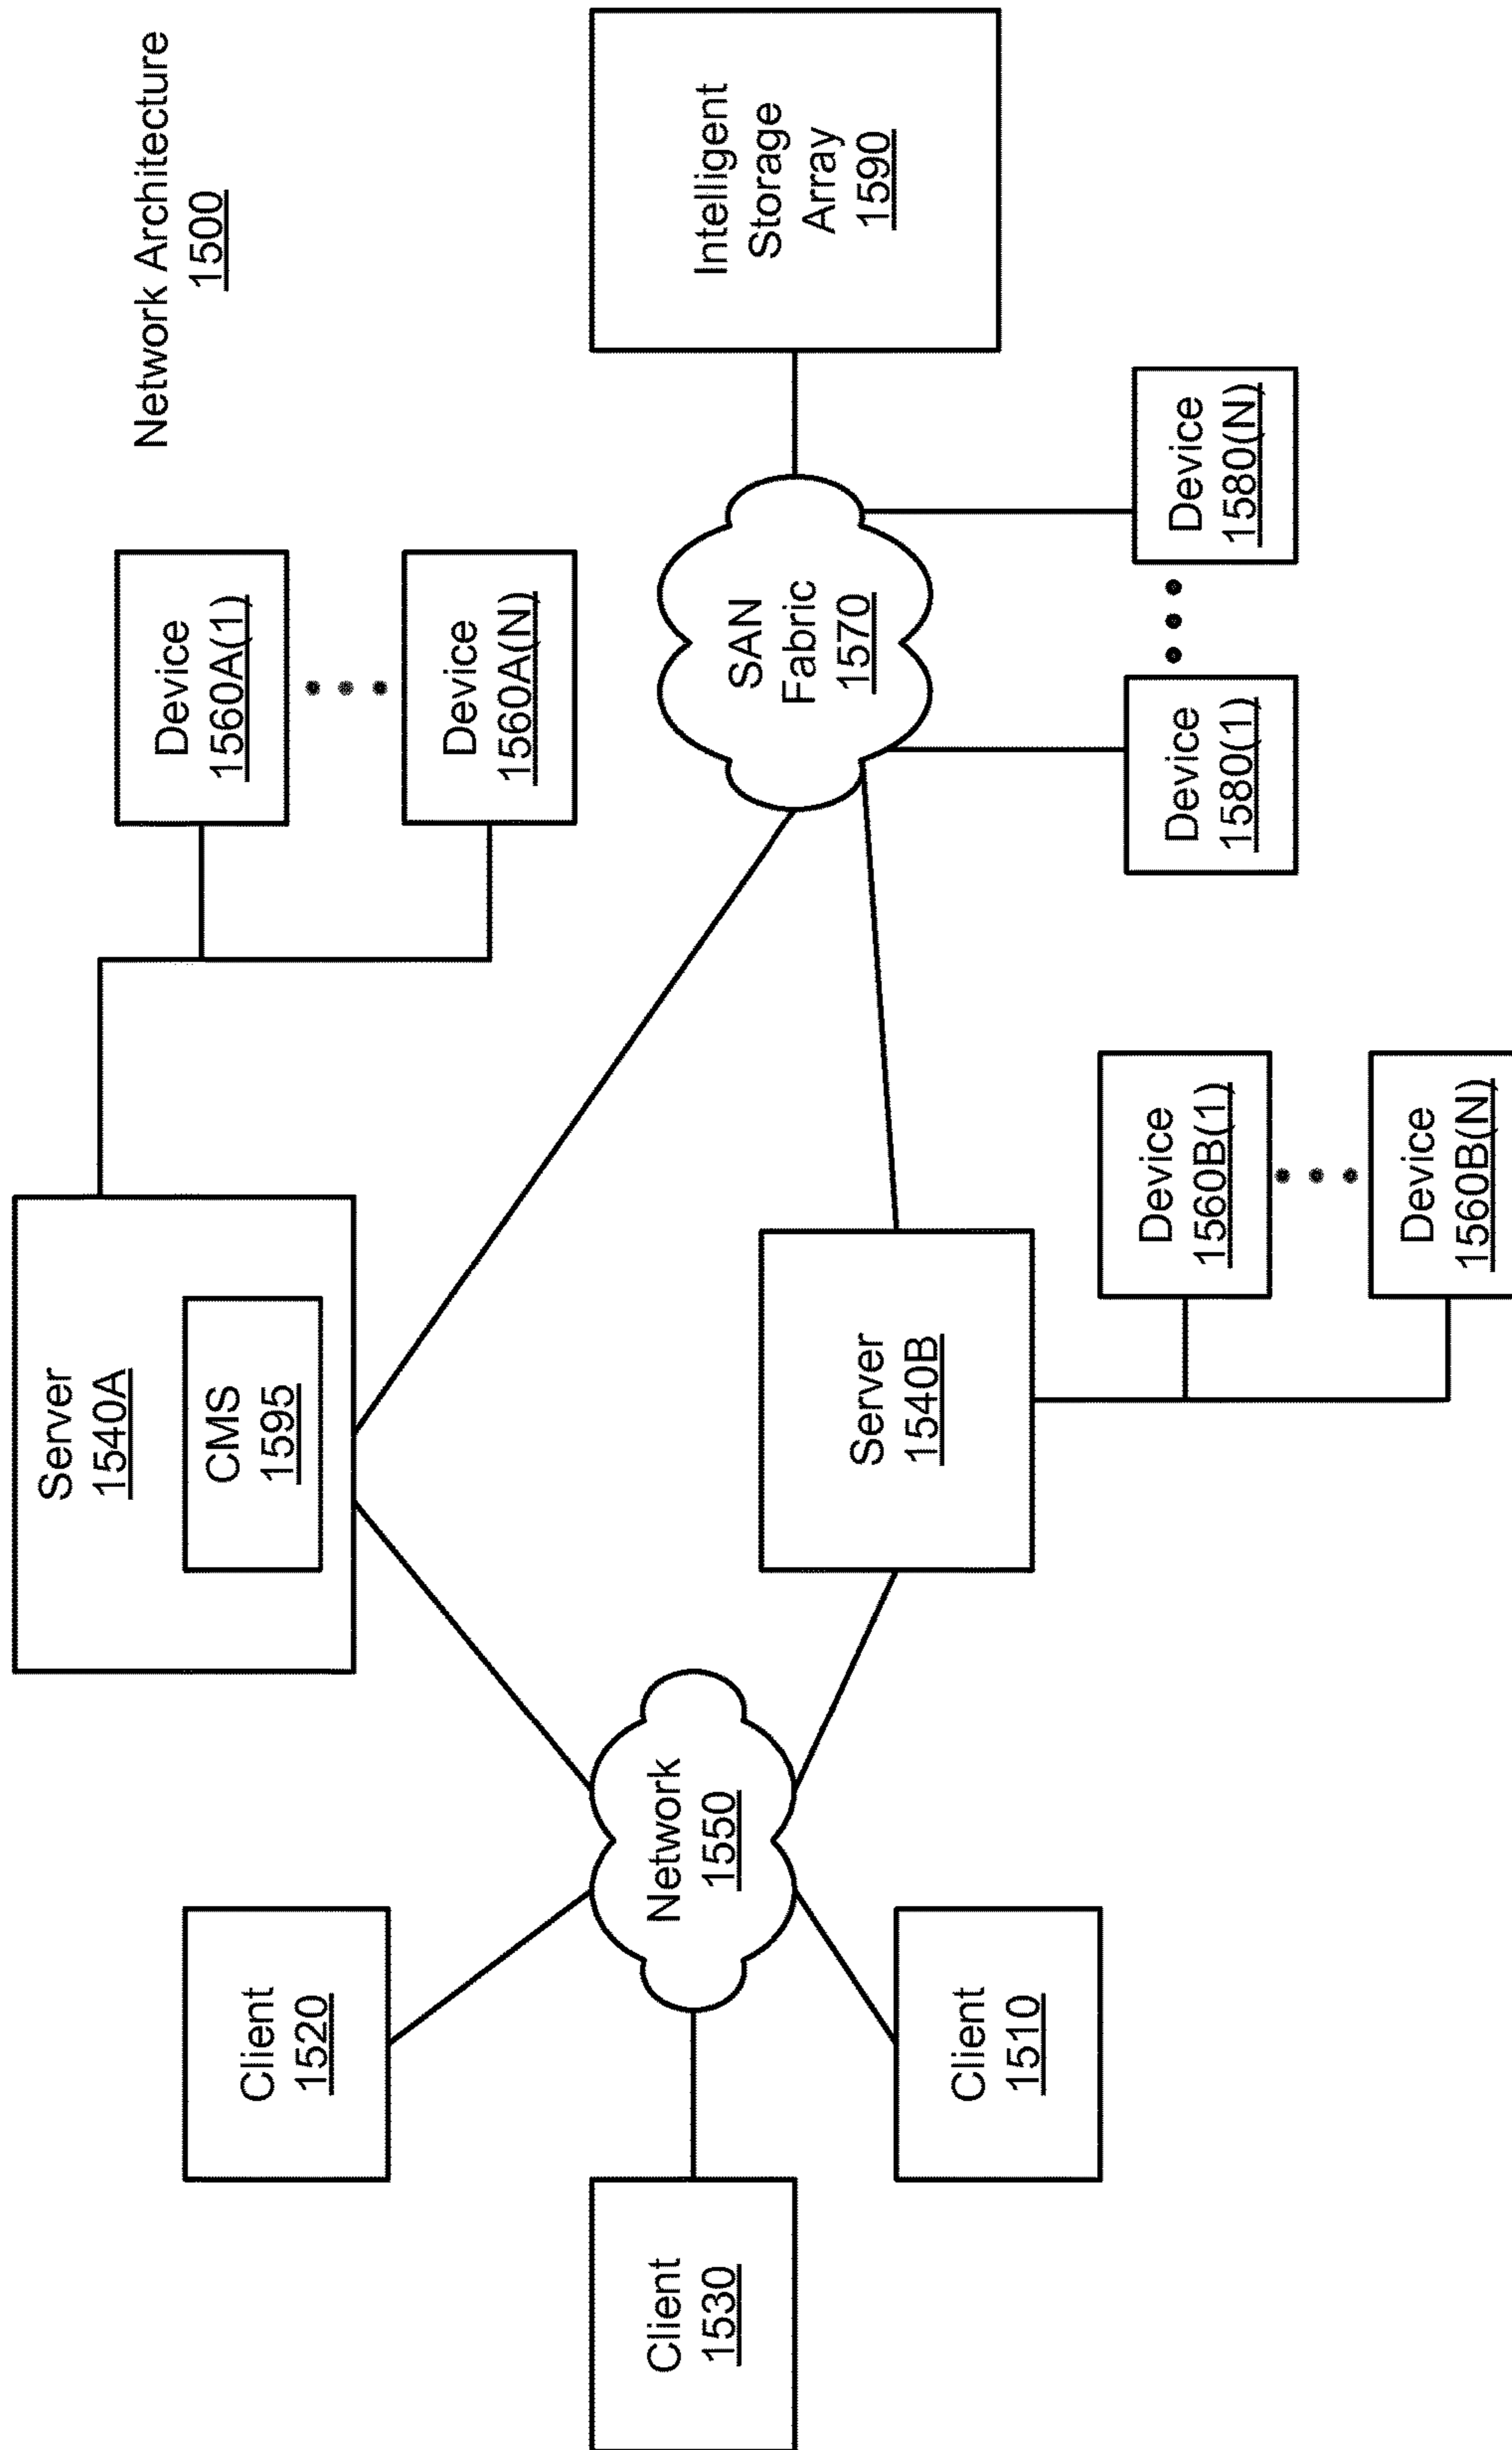 Network Architecture
1500
Client
1530
Client
1520
Client
1510
Network
1550
Server
1540A
CMS
1595
Server
1540B
Device
1560A(1)
Device
1560A(N)
Device
1560B(1)
Device
1560B(N)
SAN
Fabric
1570
Device
1580(1)
Device
1580(N)
Intelligent
Storage
Array
1590